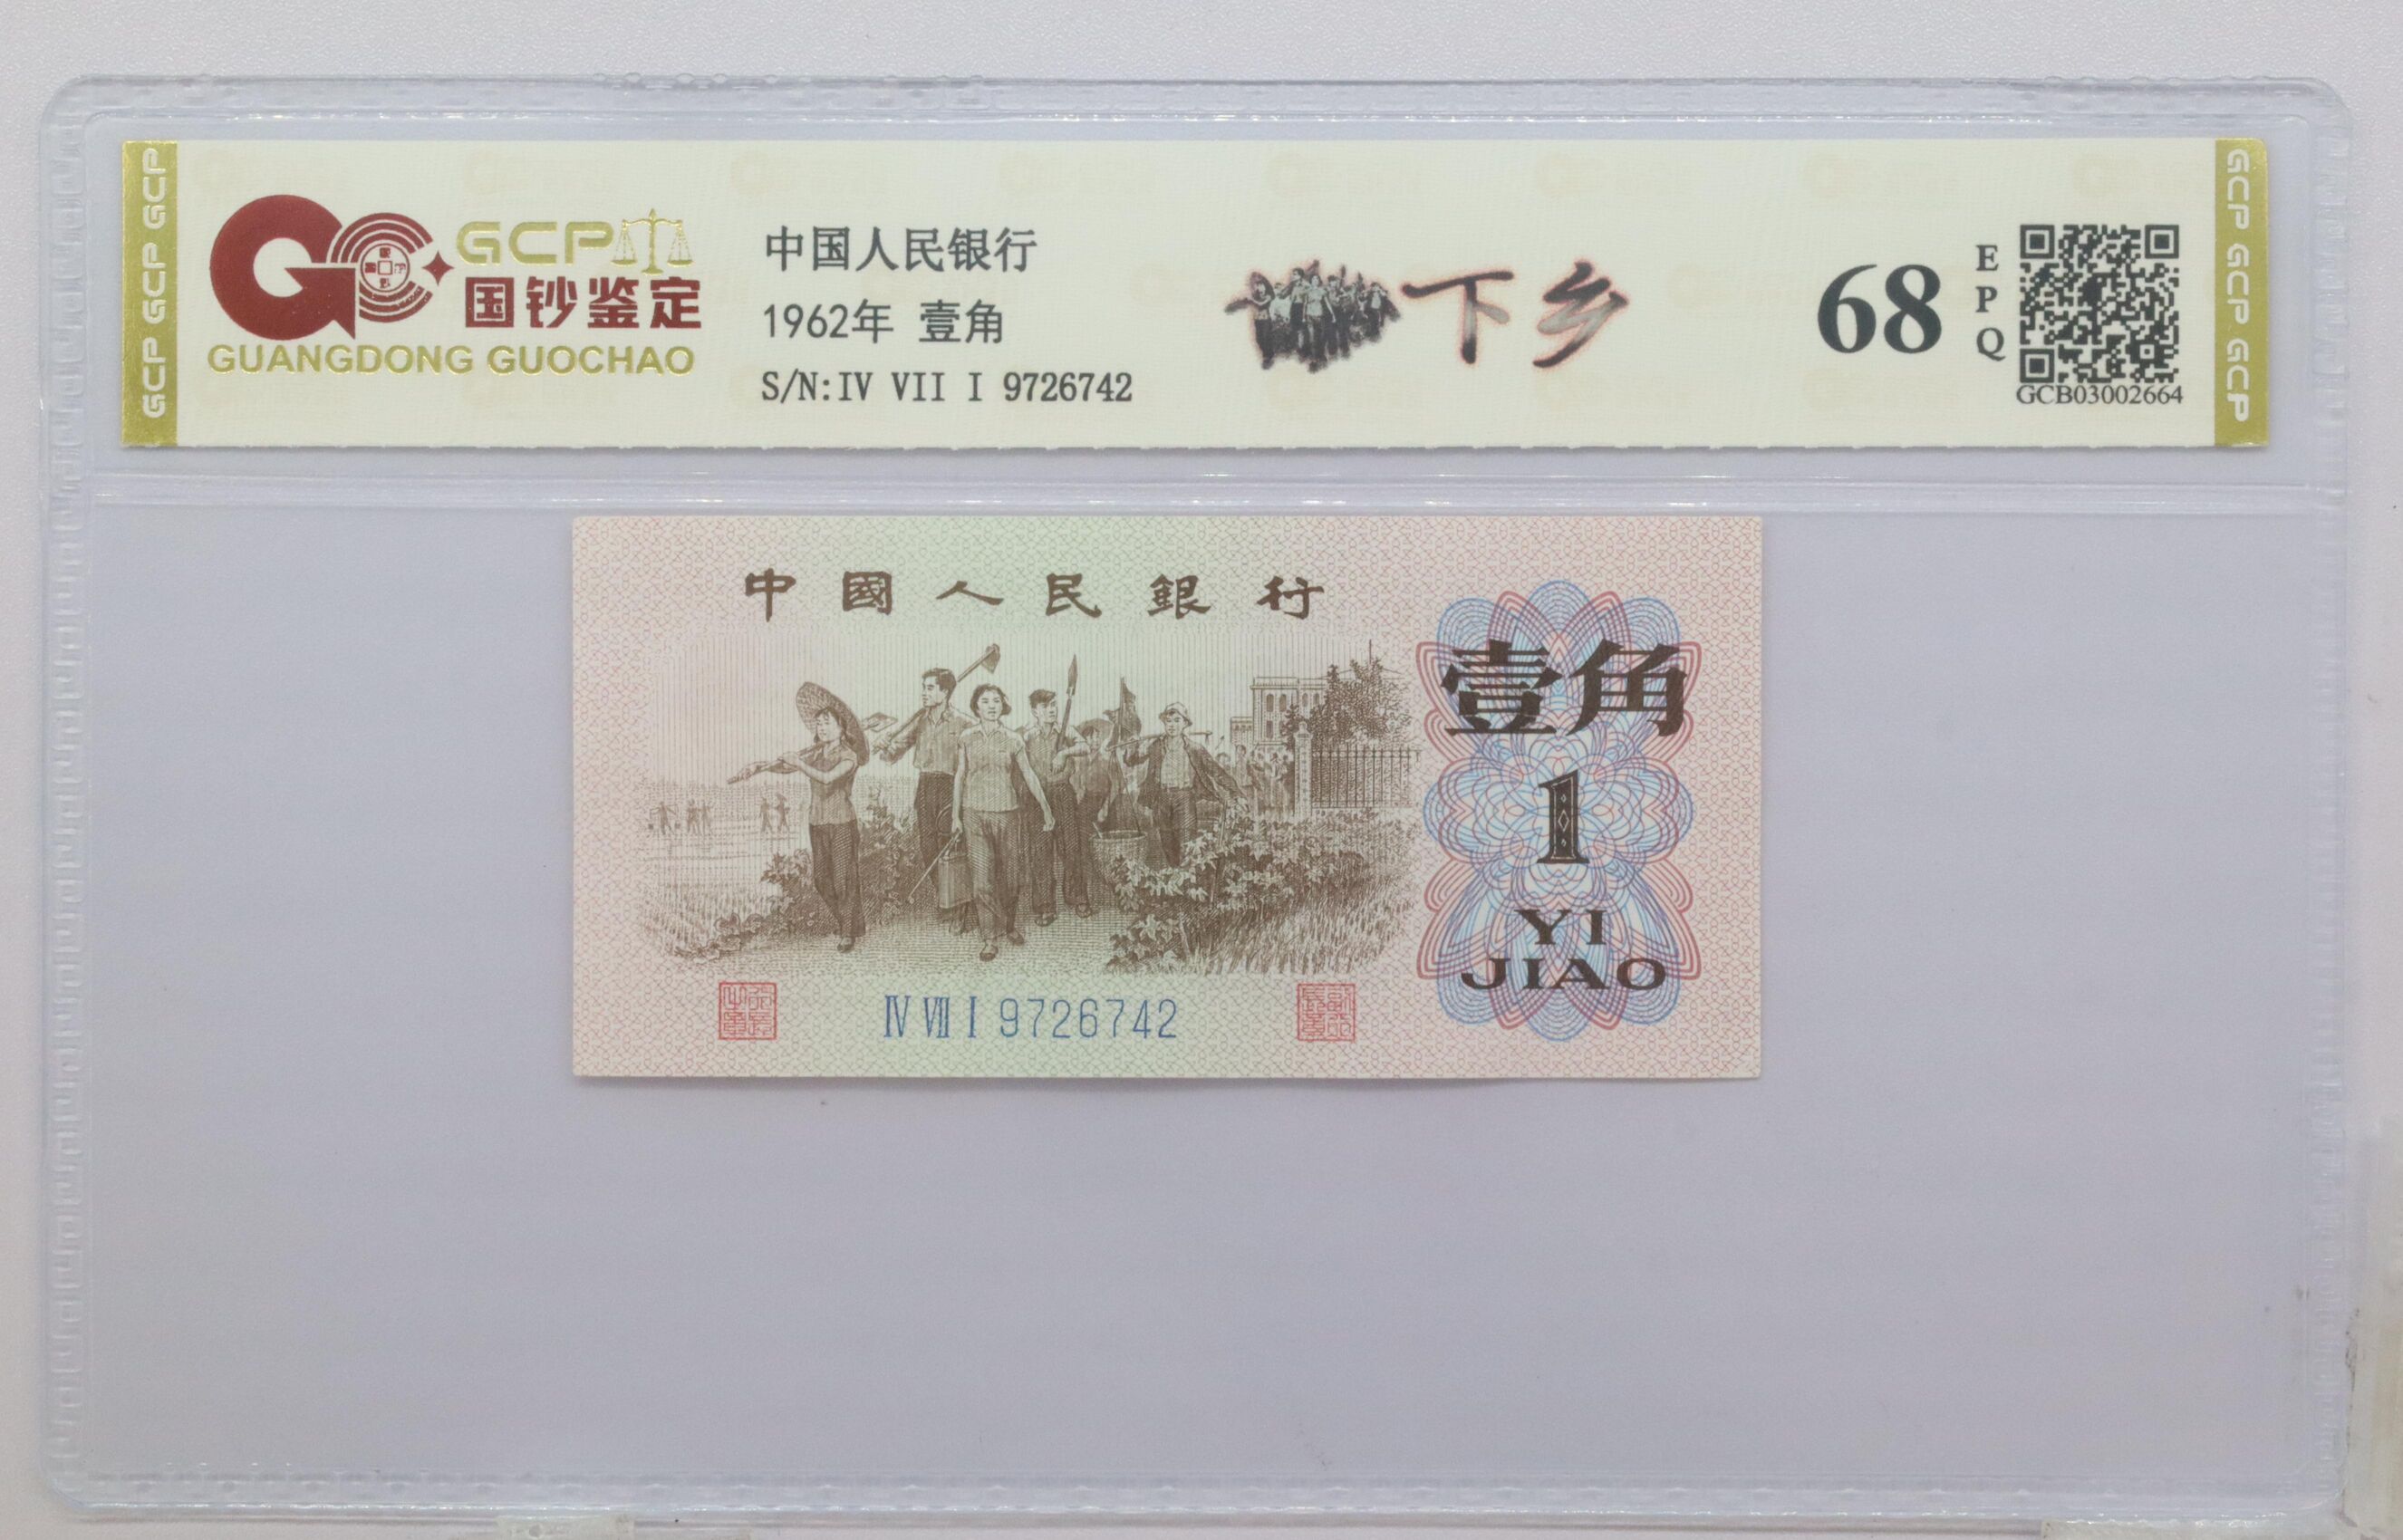 GCP GCP GCP
GCP
国钞鉴定
GUANGDONG GUOCHAO
中国人民银行
1962年 壹角
S/N:IV VII I 9726742
下乡
68
EPQ
GCB03002664
GCP GCP GCP
中國人民銀行
壹角
1
YI
JIAO
IV VII I 9726742